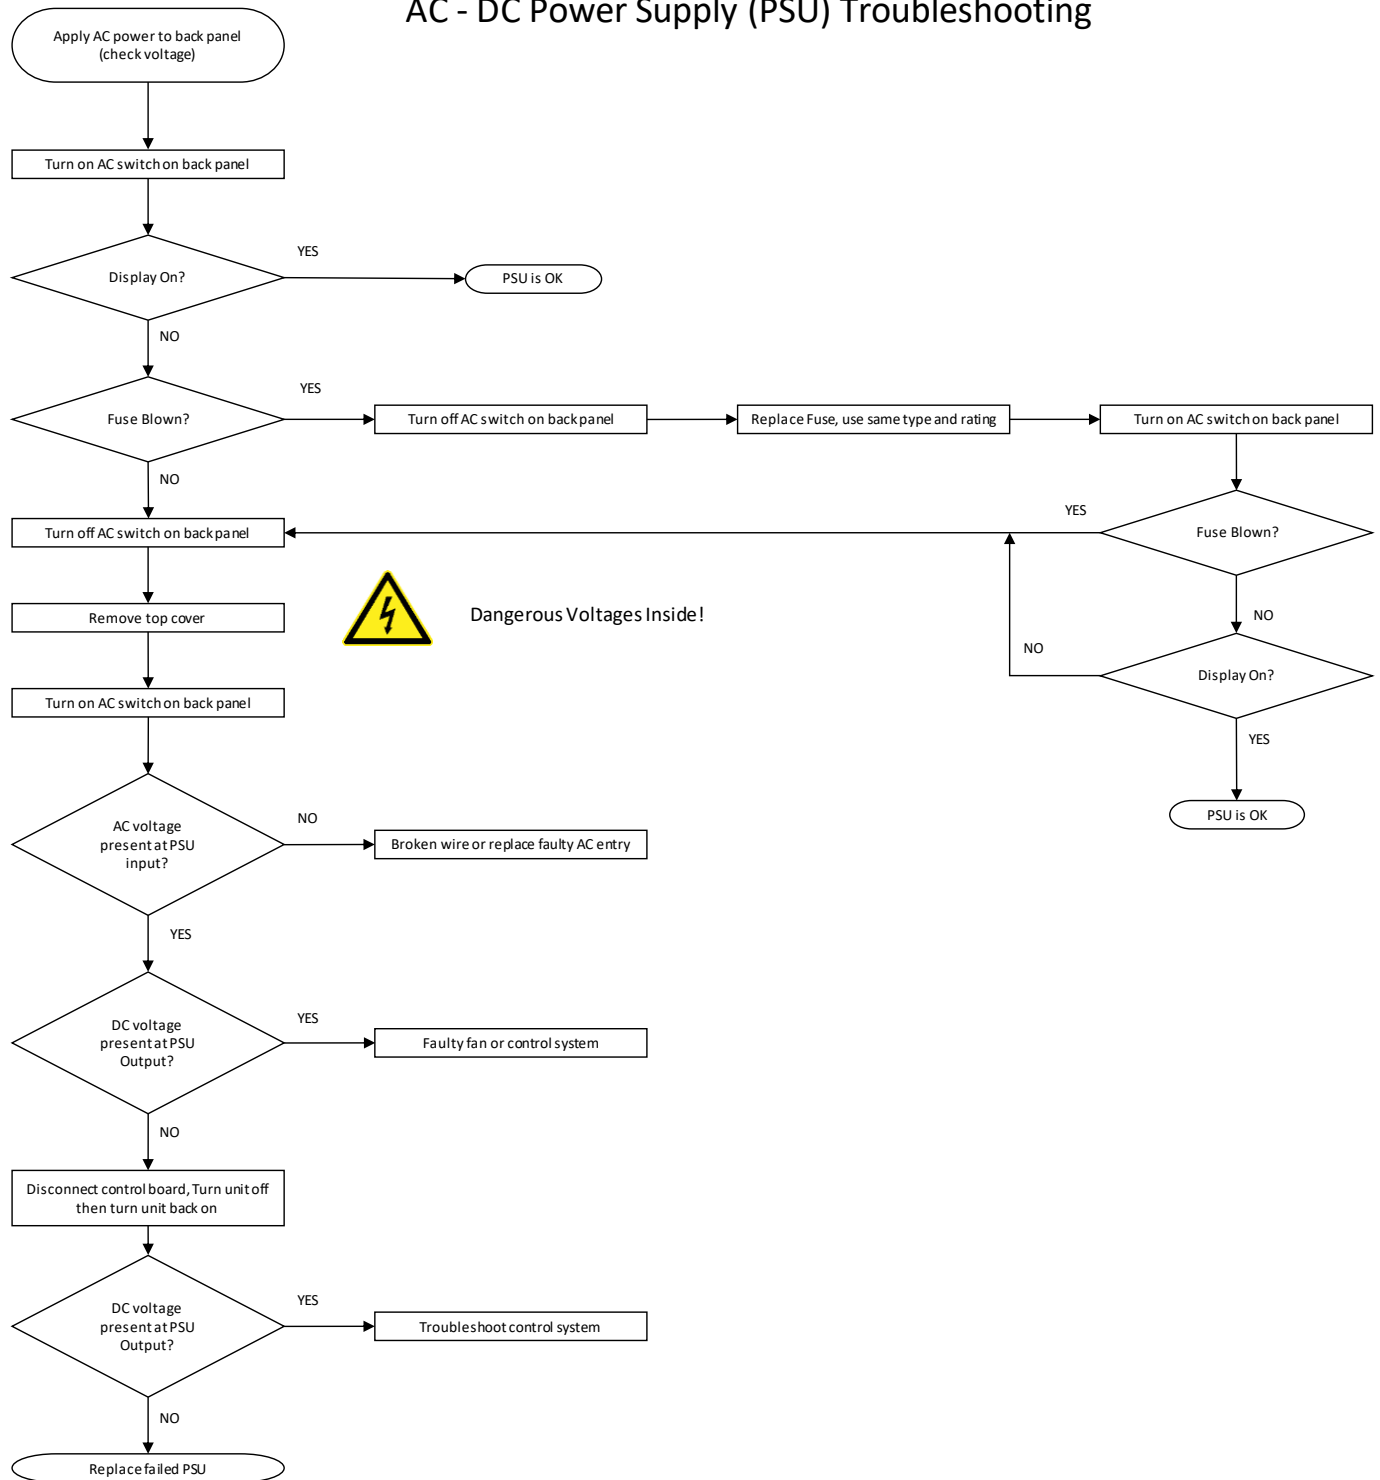 AC - DC Power Supply (PSU) Troubleshooting
Apply AC power to back panel
(check voltage)
Turn on AC switch on back panel
Display On?
YES
PSU is OK
NO
Fuse Blown?
YES
Turn off AC switch on back panel
Replace Fuse, use same type and rating
Turn on AC switch on back panel
NO
Turn off AC switch on back panel
YES
Fuse Blown?
Remove top cover
Dangerous Voltages Inside!
NO
NO
Display On?
Turn on AC switch on back panel
YES
PSU is OK
AC voltage
present at PSU
input?
NO
Broken wire or replace faulty AC entry
YES
DC voltage
present at PSU
Output?
YES
Faulty fan or control system
NO
Disconnect control board, Turn unit off
then turn unit back on
DC voltage
present at PSU
Output?
YES
Troubleshoot control system
NO
Replace failed PSU